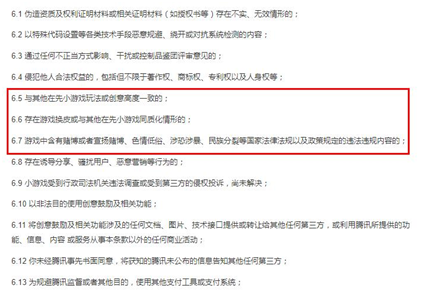 6.1 伪造资质及权利证明材料或相关证明材料（如授权书等）存在不实、无效情形的；
6.2 以特殊代码设置等各类技术手段恶意规避、绕开或对抗系统检测的内容；
6.3 通过任何不正当方式影响、干扰或控制品鉴团评审意见的；
6.4 侵犯他人合法权益的，包括但不限于著作权、商标权、专利权以及人身权等；
6.5 与其他在先小游戏玩法或创意高度一致的；
6.6 存在游戏换皮或与其他在先小游戏同质化情形的；
6.7 游戏中含有赌博或者宣扬赌博、色情低俗、涉恐涉暴、民族分裂等国家法律法规以及政策规定的违法违规内容的；
6.8 存在诱导分享、骚扰用户、恶意营销等行为的；
6.9 小游戏受到行政司法机关违法调查或受到第三方的侵权投诉，尚未解决；
6.10 以非法目的使用创意鼓励及相关功能；
6.11 将创意鼓励及相关功能涉及的任何文档、图片、技术接口提供或转让给其他任何第三方，或利用腾讯所提供的功
能、信息、内容 或服务从事本条款以外的任何商业活动；
6.12 你未经腾讯事先书面同意，将获知的腾讯未公布的信息告知其他任何第三方；
6.13 为规避腾讯监督或者其他目的，使用其他支付工具或支付系统；